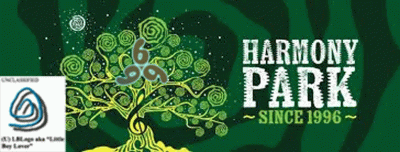 HARMONY
PARK
~ SINCE 1996 ~
UNCLASSIFIED
(U) LBLogo aka "Little
Boy Lover"